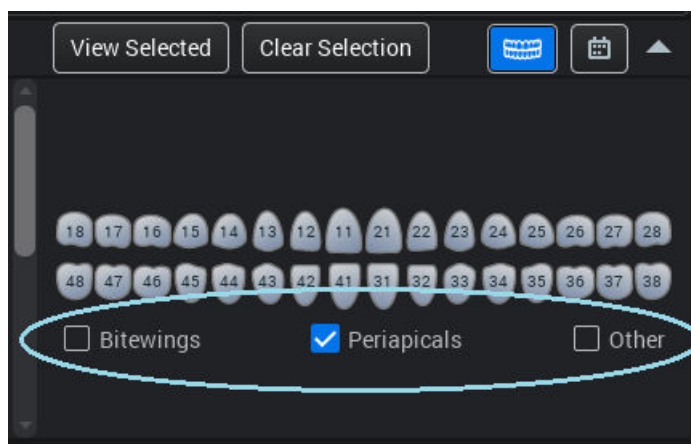 View Selected Clear Selection
18 17 16 15 14 13 12 11 21 22 23 24 25 26 27 28
48 47 46 45 44 43 42 41 31 32 33 34 35 36 37 38
Bitewings Periapicals Other